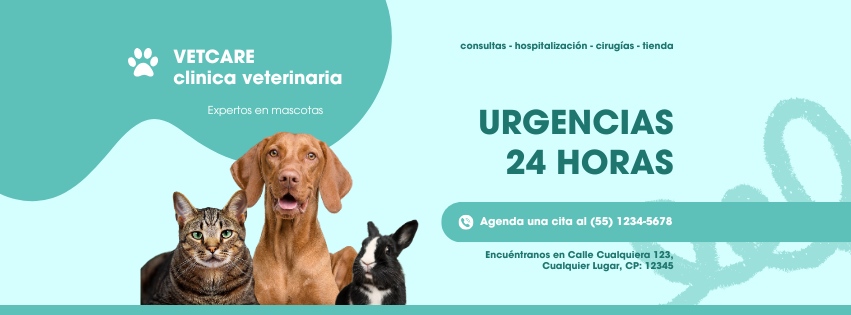 VETCARE
clinica veterinaria
Expertos en mascotas
consultas - hospitalización - cirugías - tienda
URGENCIAS
24 HORAS
Agenda una cita al (55) 1234-5678
Encuéntranos en Calle Cualquiera 123,
Cualquier Lugar, CP: 12345